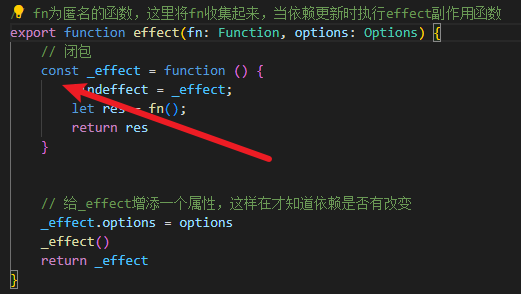 // fn为匿名的函数，这里将fn收集起来，当依赖更新时执行effect副作用函数
export function effect(fn: Function, options: Options) {
// 闭包
const _effect = function () {
indeffect = _effect;
let res = fn();
return res
}
// 给_effect增添一个属性，这样在才知道依赖是否有改变
_effect.options = options
_effect()
return _effect
}